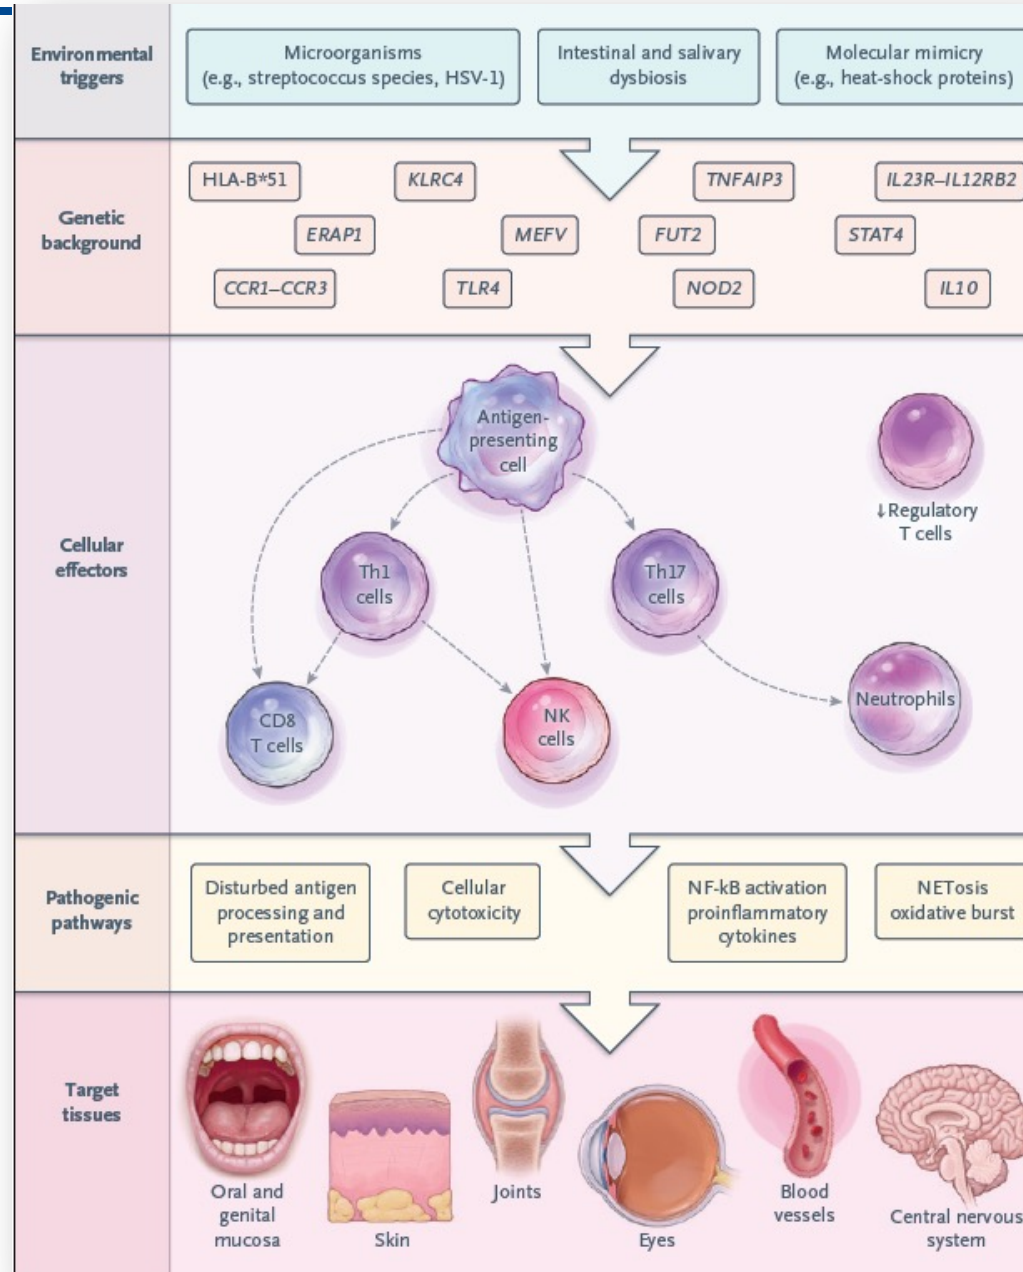 Environmental
triggers
Microorganisms
(e.g., streptococcus species, HSV-1)
Intestinal and salivary
dysbiosis
Molecular mimicry
(e.g., heat-shock proteins)
Genetic
background
HLA-B*51
KLRC4
TNFAIP3
IL23R–IL12RB2
ERAP1
MEFV
FUT2
STAT4
CCR1–CCR3
TLR4
NOD2
IL10
Cellular
effectors
Antigen-
presenting
cell
↓Regulatory
T cells
Th1
cells
Th17
cells
CD8
T cells
NK
cells
Neutrophils
Pathogenic
pathways
Disturbed antigen
processing and
presentation
Cellular
cytotoxicity
NF-kB activation
proinflammatory
cytokines
NETosis
oxidative burst
Target
tissues
Oral and
genital
mucosa
Skin
Joints
Eyes
Blood
vessels
Central nervous
system